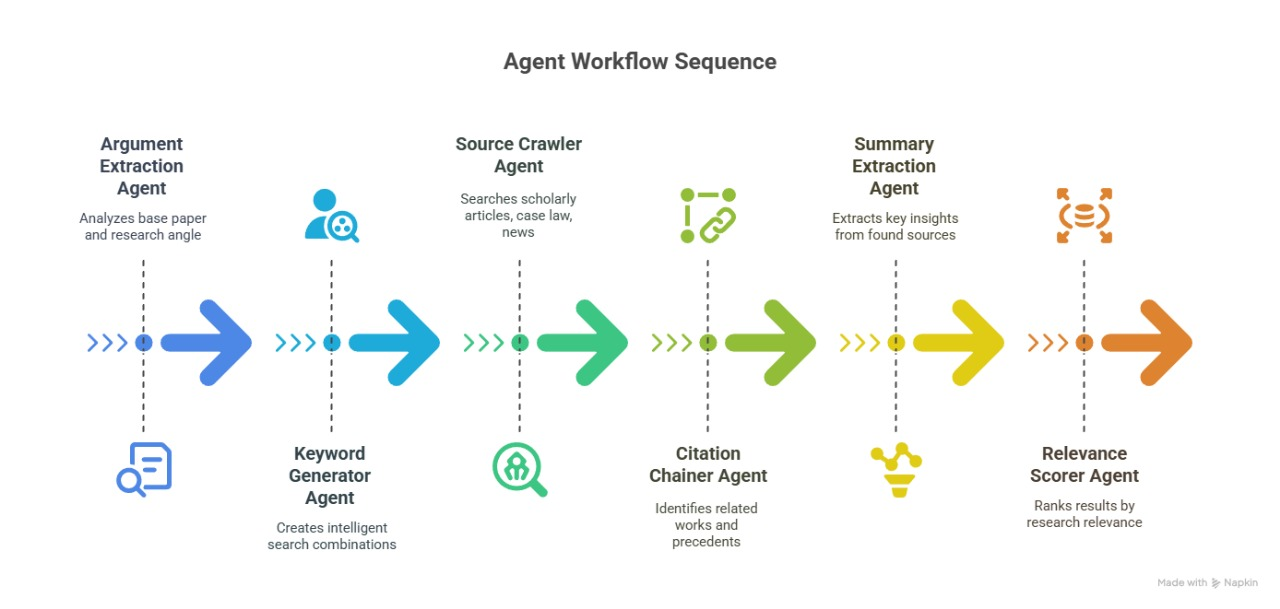 Agent Workflow Sequence
Argument
Extraction
Agent
Analyzes base paper
and research angle
Keyword
Generator
Agent
Creates intelligent
search combinations
Source Crawler
Agent
Searches scholarly
articles, case law,
news
Citation
Chainer Agent
Identifies related
works and
precedents
Summary
Extraction
Agent
Extracts key insights
from found sources
Relevance
Scorer Agent
Ranks results by
research relevance
Made with Napkin